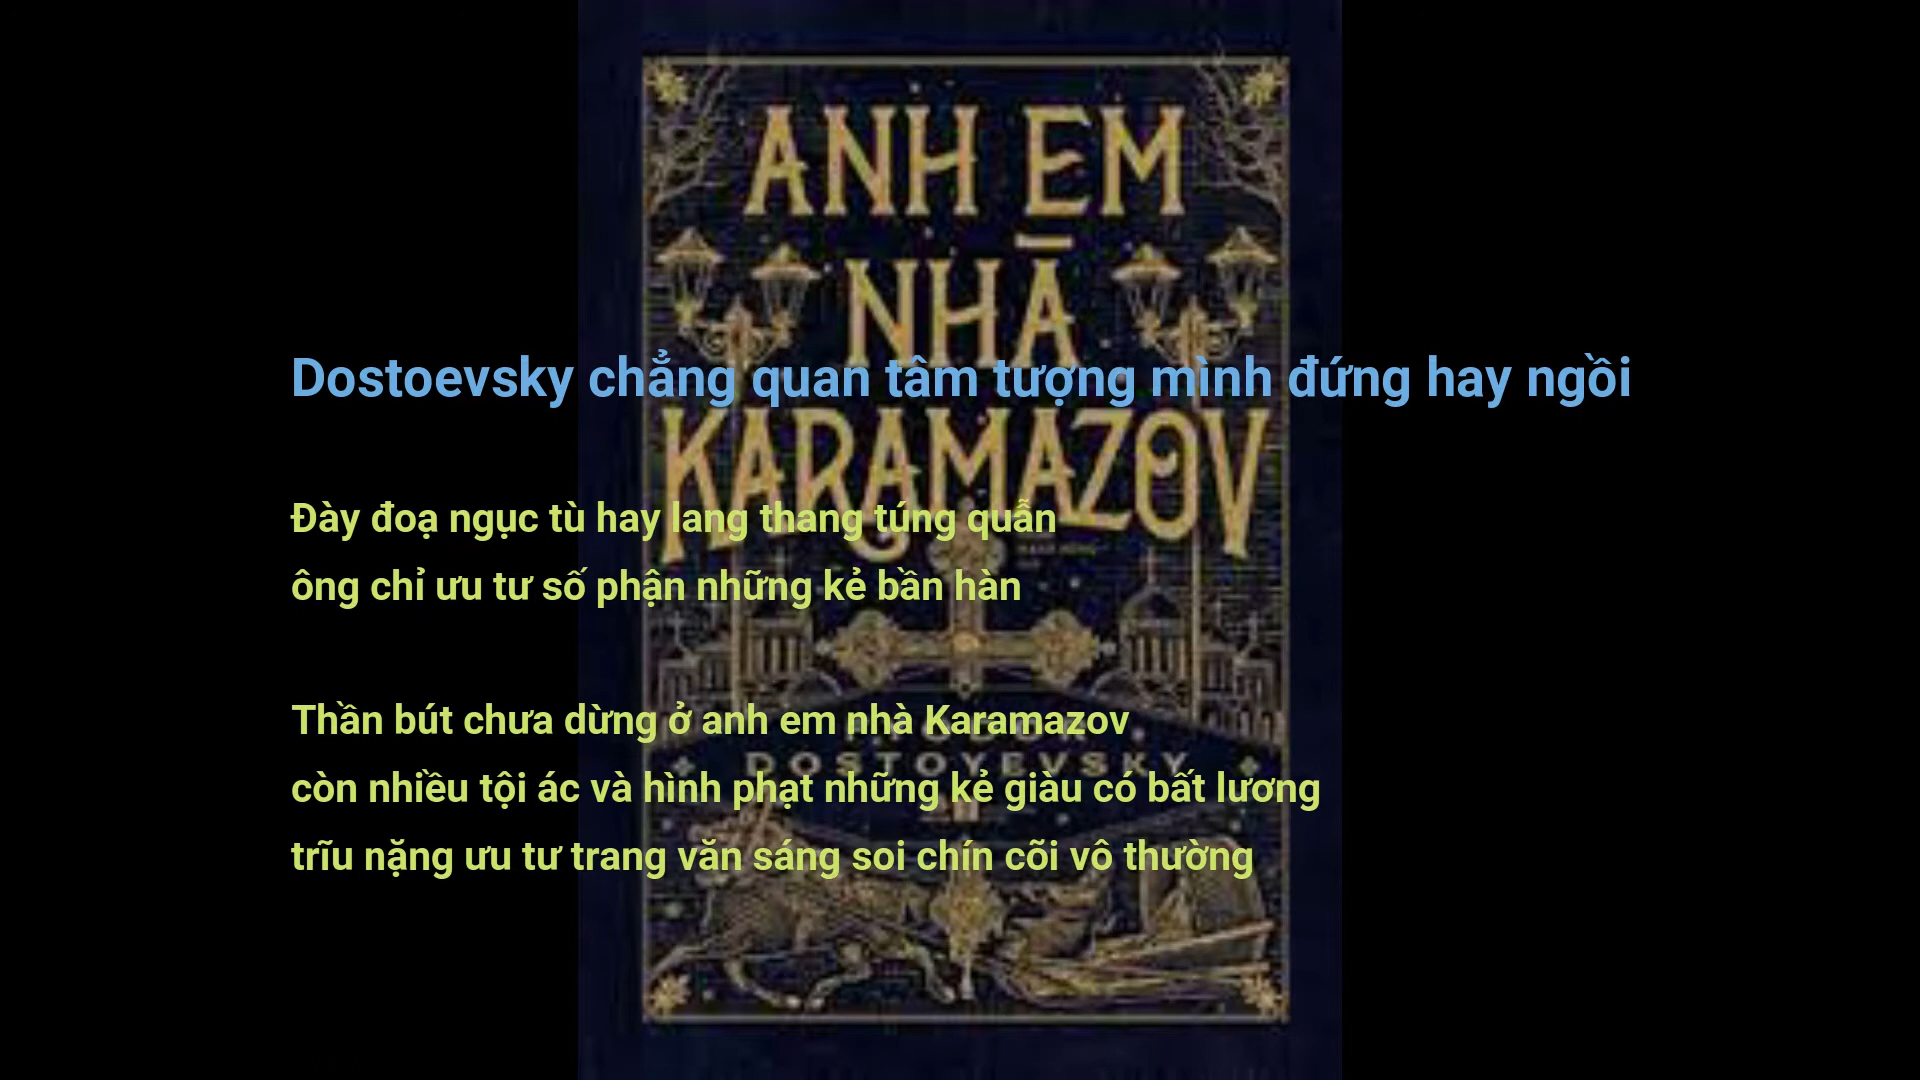 ANH EM
NHÀ
Dostoevsky chẳng quan tâm tượng mình đứng hay ngồi
KARAMAZOV
Đày đoạ ngục tù hay lang thang túng quẫn
ông chỉ ưu tư số phận những kẻ bần hàn
Thần bút chưa dừng ở anh em nhà Karamazov
DOSTOYEVSKY
còn nhiều tội ác và hình phạt những kẻ giàu có bất lương
trĩu nặng ưu tư trang văn sáng soi chín cõi vô thường